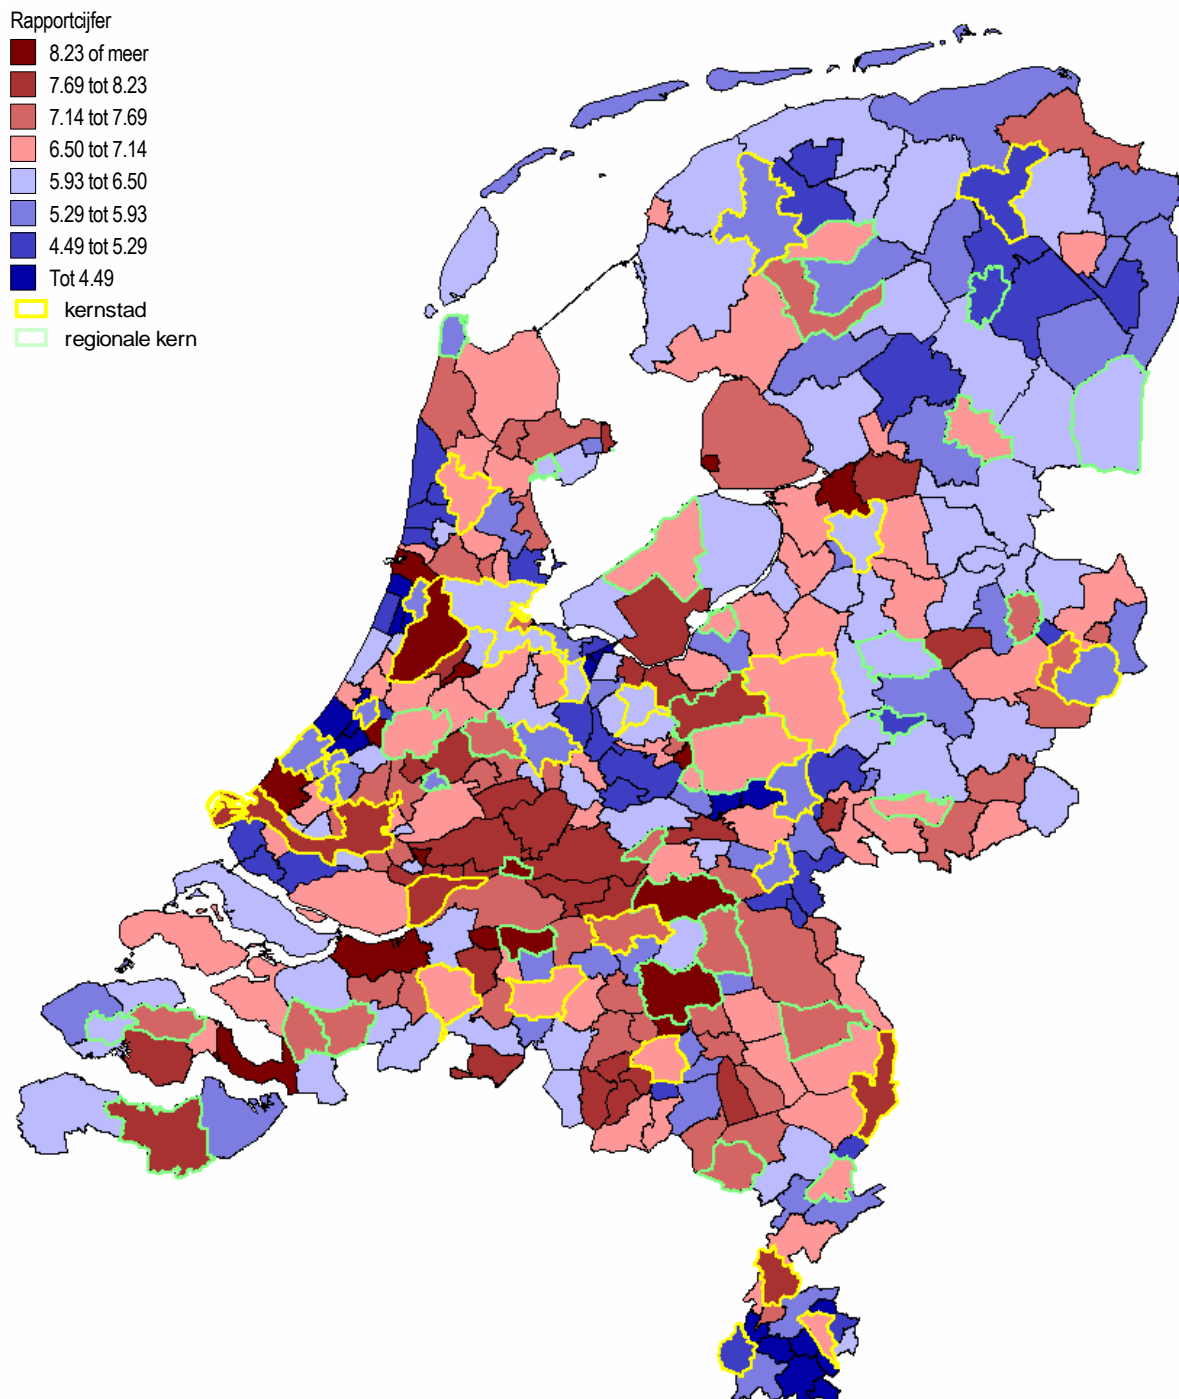 Rapportcijfer
8.23 of meer
7.69 tot 8.23
7.14 tot 7.69
6.50 tot 7.14
5.93 tot 6.50
5.29 tot 5.93
4.49 tot 5.29
Tot 4.49
kernstad
regionale kern